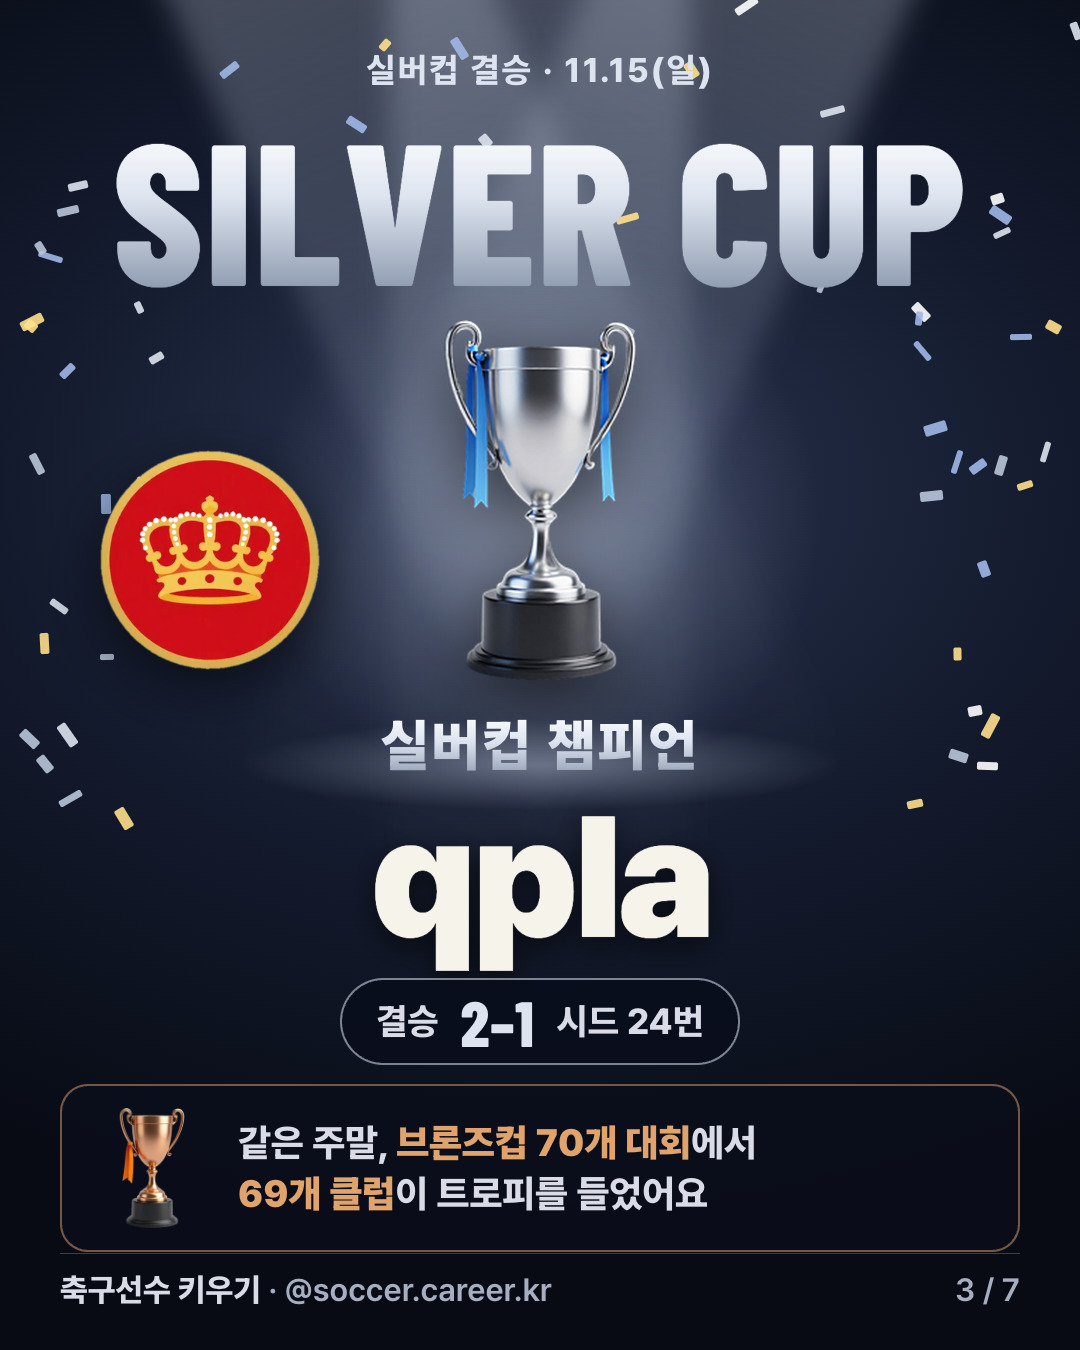 실버컵 결승 · 11.15(일)
SILVER CUP
실버컵 챔피언
qpla
결승 2-1 시드 24번
같은 주말, 브론즈컵 70개 대회에서
69개 클럽이 트로피를 들었어요
축구선수 키우기 · @soccer.career.kr
3 / 7